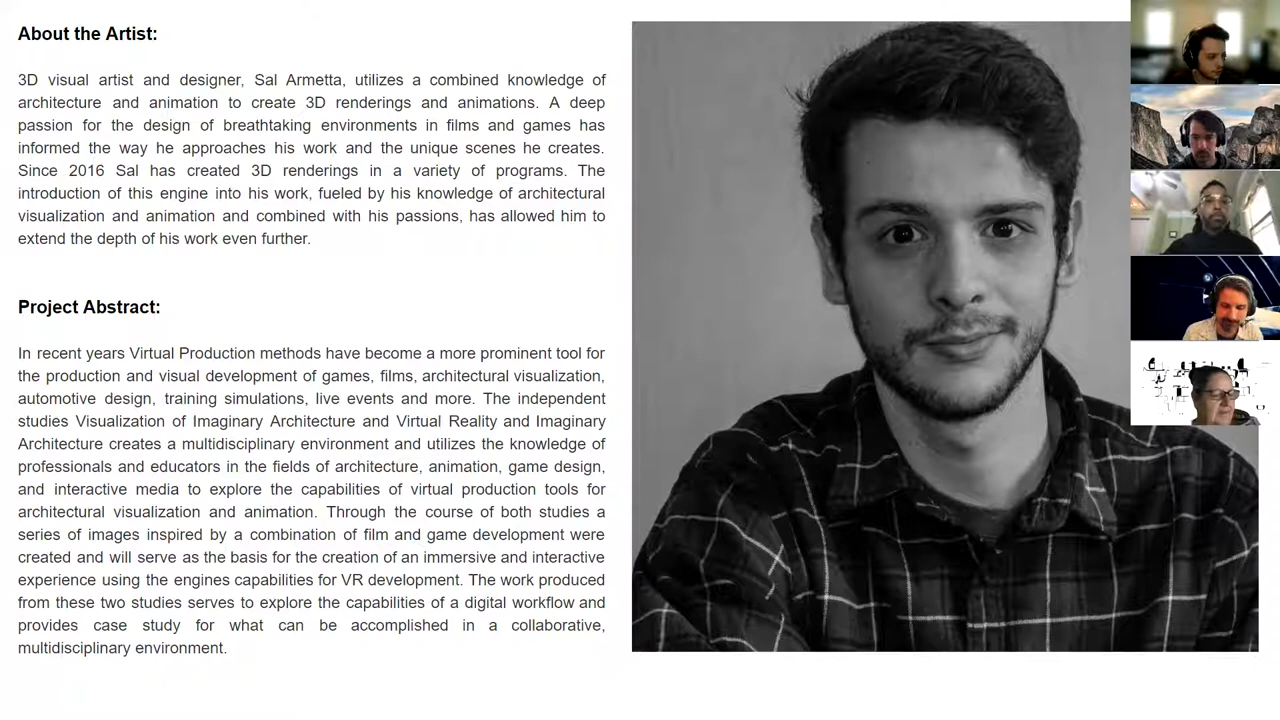 About the Artist:
3D visual artist and designer, Sal Armetta, utilizes a combined knowledge of
architecture and animation to create 3D renderings and animations. A deep
passion for the design of breathtaking environments in films and games has
informed the way he approaches his work and the unique scenes he creates.
Since 2016 Sal has created 3D renderings in a variety of programs. The
introduction of this engine into his work, fueled by his knowledge of architectural
visualization and animation and combined with his passions, has allowed him to
extend the depth of his work even further.
Project Abstract:
In recent years Virtual Production methods have become a more prominent tool for
the production and visual development of games, films, architectural visualization,
automotive design, training simulations, live events and more. The independent
studies Visualization of Imaginary Architecture and Virtual Reality and Imaginary
Architecture creates a multidisciplinary environment and utilizes the knowledge of
professionals and educators in the fields of architecture, animation, game design,
and interactive media to explore the capabilities of virtual production tools for
architectural visualization and animation. Through the course of both studies a
series of images inspired by a combination of film and game development were
created and will serve as the basis for the creation of an immersive and interactive
experience using the engines capabilities for VR development. The work produced
from these two studies serves to explore the capabilities of a digital workflow and
provides case study for what can be accomplished in a collaborative,
multidisciplinary environment.